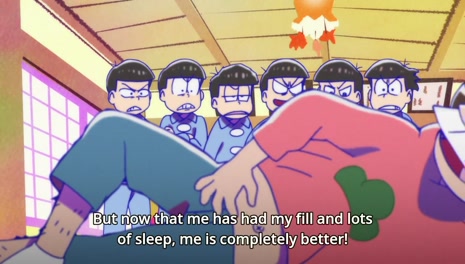 But now that me has had my fill and lots
of sleep, me is completely better!